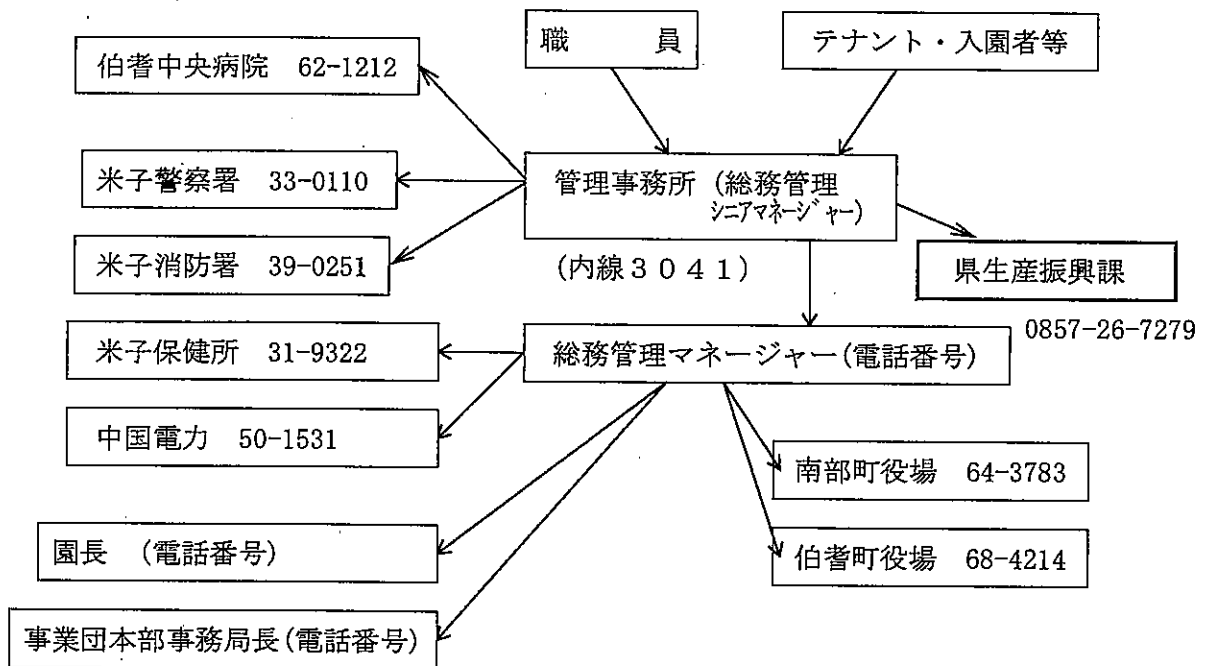 職　　員
テナント・入園者等
伯耆中央病院 62-1212
米子警察署 33-0110
管理事務所（総務管理
シニアマネージャー）
米子消防署 39-0251
（内線３０４１）
県生産振興課
0857-26-7279
米子保健所 31-9322
総務管理マネージャー(電話番号)
中国電力 50-1531
南部町役場 64-3783
園長 （電話番号）
伯耆町役場 68-4214
事業団本部事務局長(電話番号)